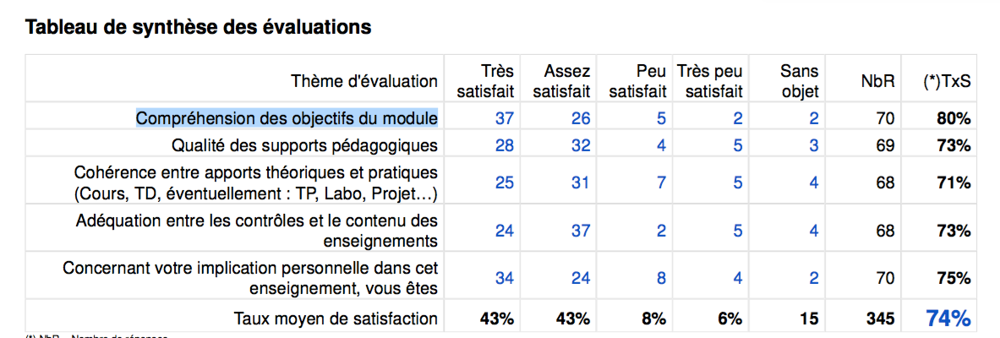 Tableau de synthèse des évaluations
Thème d'évaluation Très satisfait Assez satisfait Peu satisfait Très peu satisfait Sans objet NbR (*)TxS
Compréhension des objectifs du module 37 26 5 2 2 70 80%
Qualité des supports pédagogiques 28 32 4 5 3 69 73%
Cohérence entre apports théoriques et pratiques
(Cours, TD, éventuellement : TP, Labo, Projet…) 25 31 7 5 4 68 71%
Adéquation entre les contrôles et le contenu des
enseignements 24 37 2 5 4 68 73%
Concernant votre implication personnelle dans cet
enseignement, vous êtes 34 24 8 4 2 70 75%
Taux moyen de satisfaction 43% 43% 8% 6% 15 345 74%